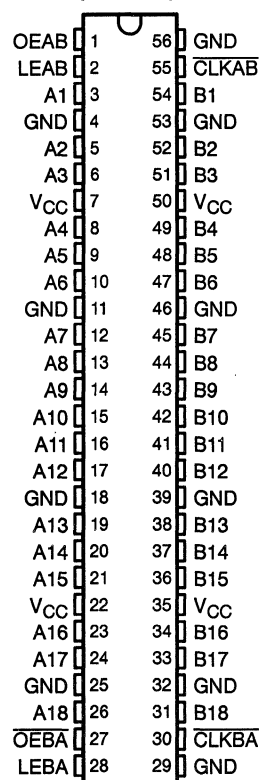 OEAB 1 56 GND
LEAB 2 55 CLKAB
A1 3 54 B1
GND 4 53 GND
A2 5 52 B2
A3 6 51 B3
VCC 7 50 VCC
A4 8 49 B4
A5 9 48 B5
A6 10 47 B6
GND 11 46 GND
A7 12 45 B7
A8 13 44 B8
A9 14 43 B9
A10 15 42 B10
A11 16 41 B11
A12 17 40 B12
GND 18 39 GND
A13 19 38 B13
A14 20 37 B14
A15 21 36 B15
VCC 22 35 VCC
A16 23 34 B16
A17 24 33 B17
GND 25 32 GND
A18 26 31 B18
OEBA 27 30 CLKBA
LEBA 28 29 GND